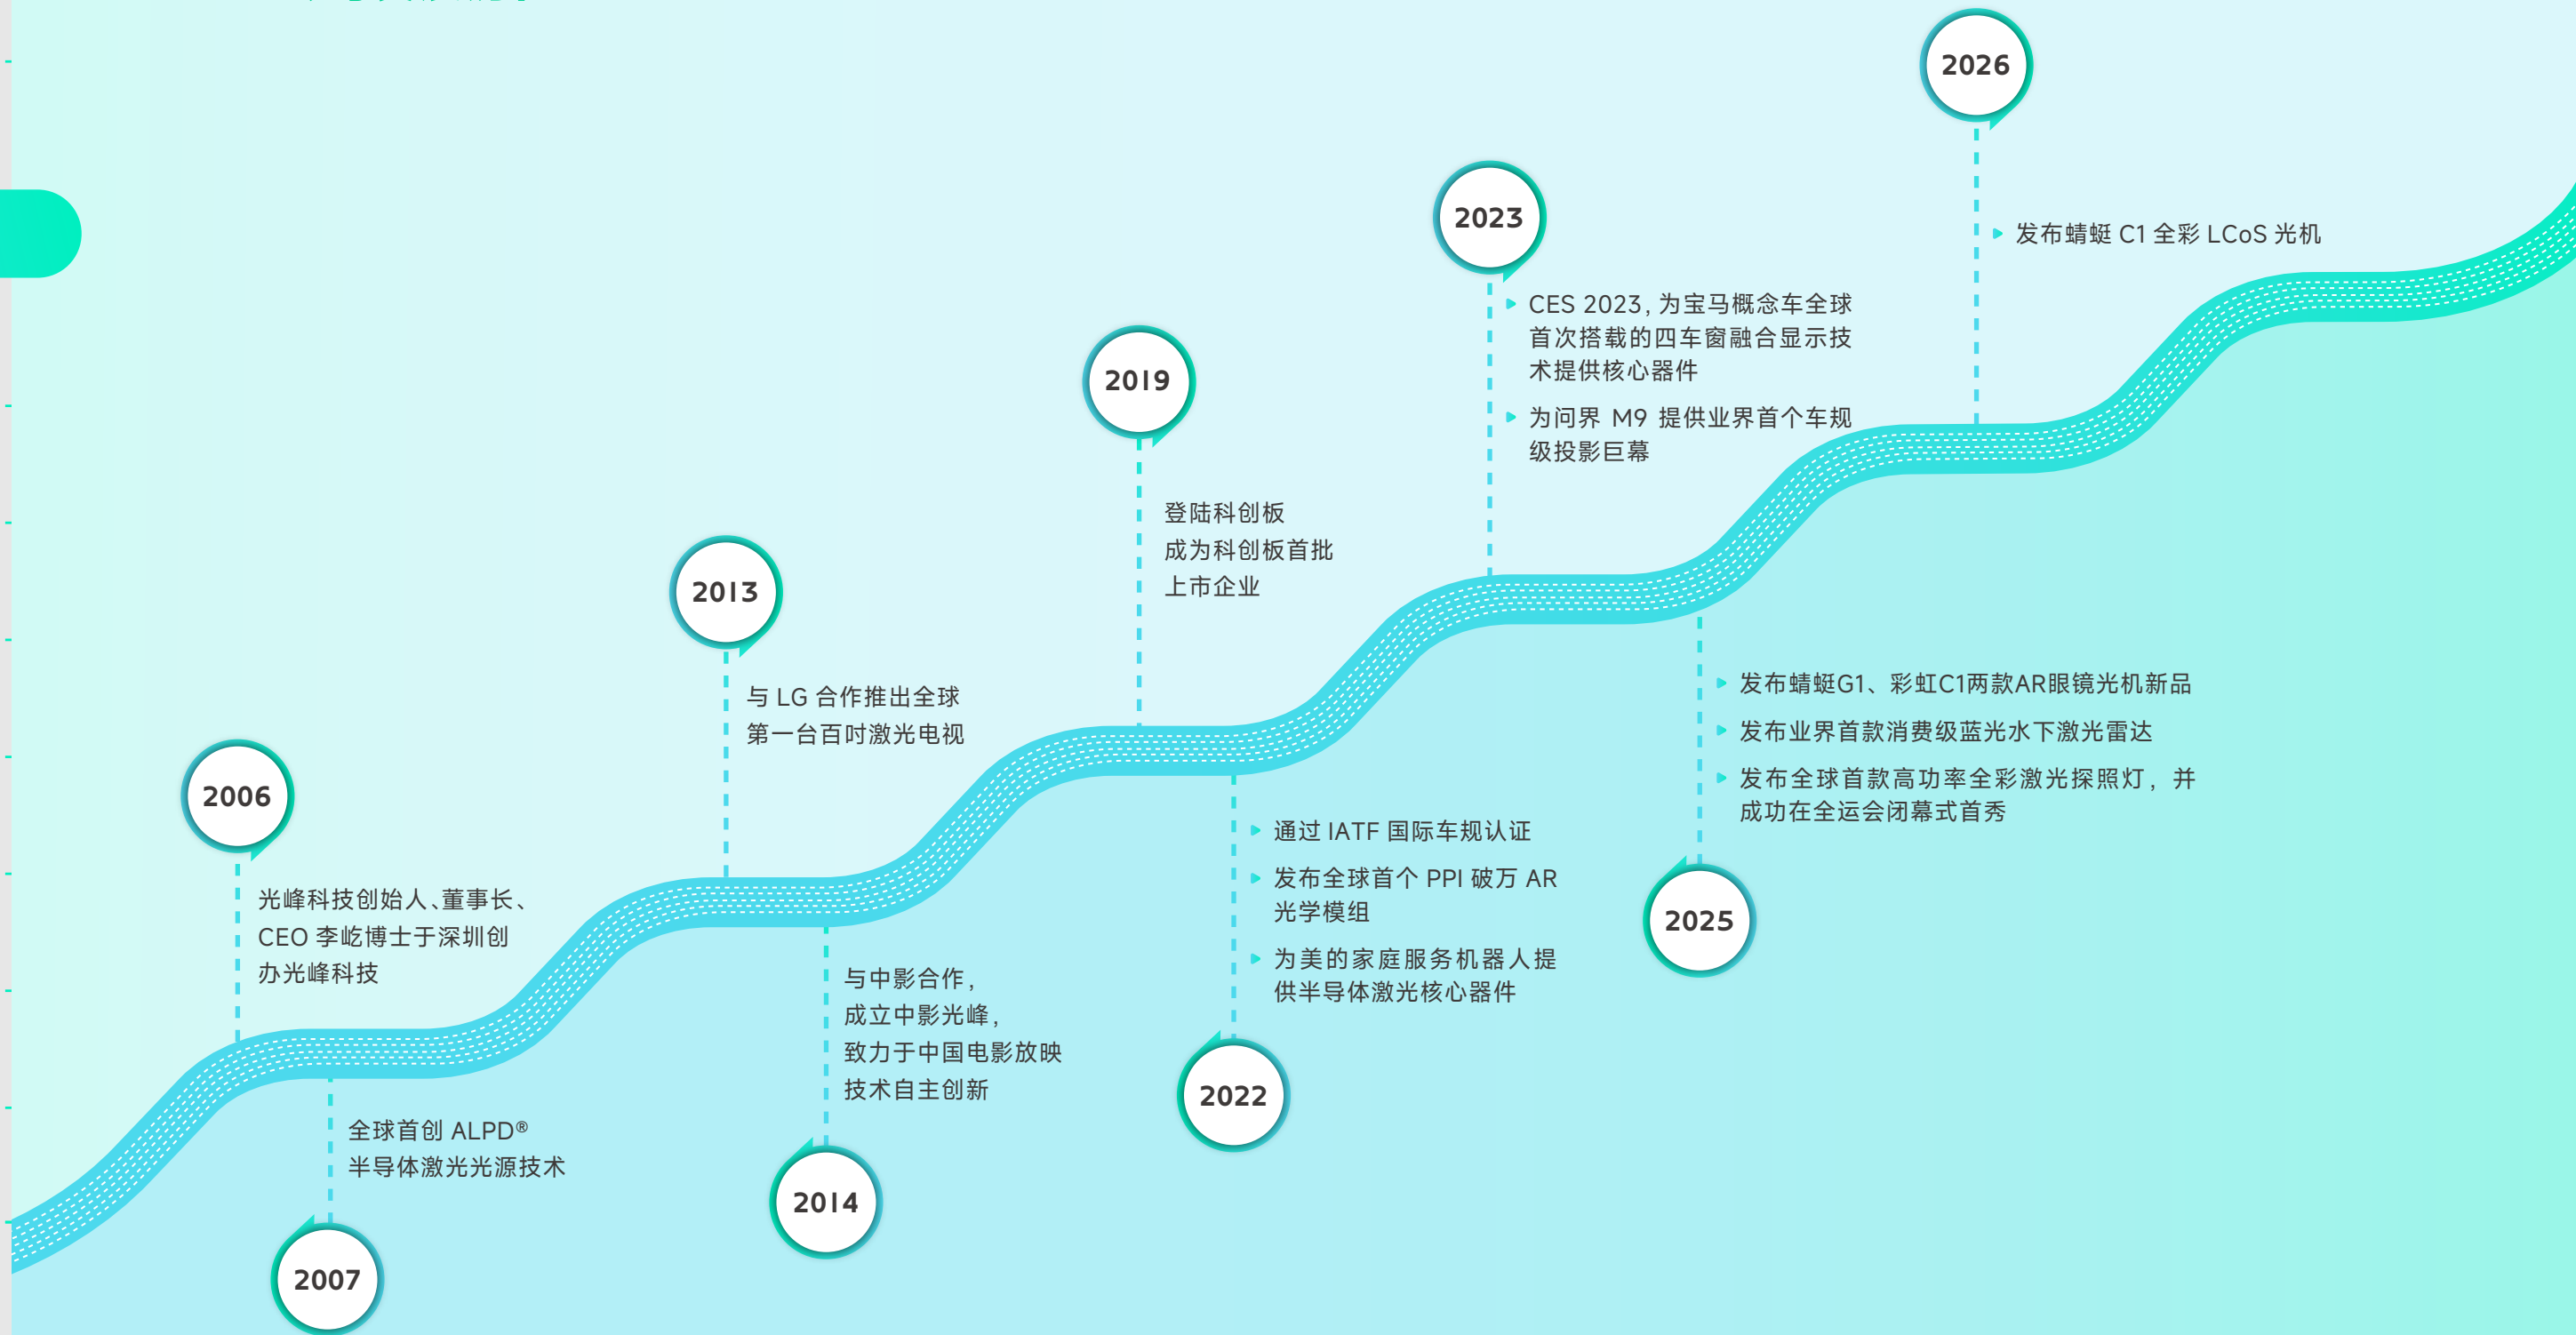 2006
光峰科技创始人、董事长、
CEO 李屹博士于深圳创
办光峰科技
2007
全球首创 ALPD®
半导体激光光源技术
2013
与 LG 合作推出全球
第一台百吋激光电视
2014
与中影合作，
成立中影光峰，
致力于中国电影放映
技术自主创新
2019
登陆科创板
成为科创板首批
上市企业
2022
通过 IATF 国际车规认证
发布全球首个 PPI 破万 AR
光学模组
为美的家庭服务机器人提
供半导体激光核心器件
2023
CES 2023，为宝马概念车全球
首次搭载的四车窗融合显示技
术提供核心器件
为问界 M9 提供业界首个车规
级投影巨幕
2025
发布蜻蜓G1、彩虹C1两款AR眼镜光机新品
发布业界首款消费级蓝光水下激光雷达
发布全球首款高功率全彩激光探照灯，并
成功在全运会闭幕式首秀
2026
发布蜻蜓 C1 全彩 LCoS 光机